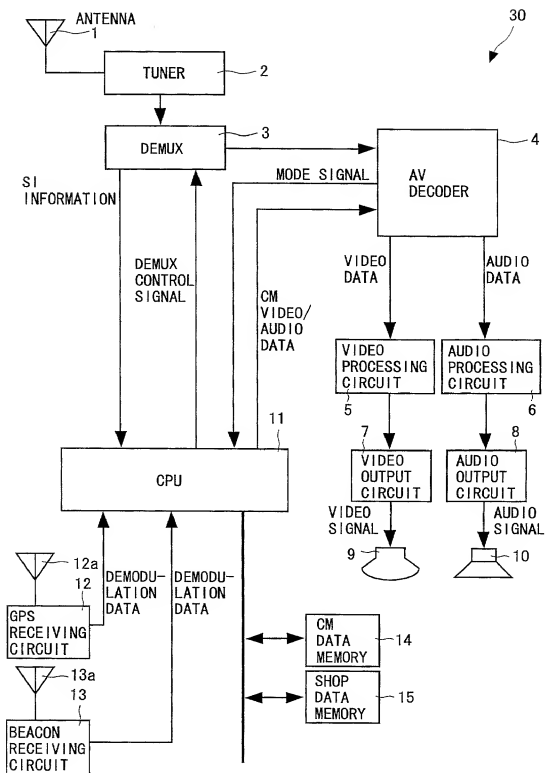 30
ANTENNA
1
TUNER
2
3
DEMUX
4
AV
DECODER
SI
INFORMATION
MODE SIGNAL
DEMUX
CONTROL
SIGNAL
CM
VIDEO/
AUDIO
DATA
VIDEO
DATA
AUDIO
DATA
VIDEO
PROCESSING
CIRCUIT
5
AUDIO
PROCESSING
CIRCUIT
6
11
CPU
7
VIDEO
OUTPUT
CIRCUIT
8
AUDIO
OUTPUT
CIRCUIT
VIDEO
SIGNAL
AUDIO
SIGNAL
9
10
12a
12
GPS
RECEIVING
CIRCUIT
DEMODU-
LATION
DATA
DEMODU-
LATION
DATA
13a
13
BEACON
RECEIVING
CIRCUIT
CM
DATA
MEMORY
14
SHOP
DATA
MEMORY
15